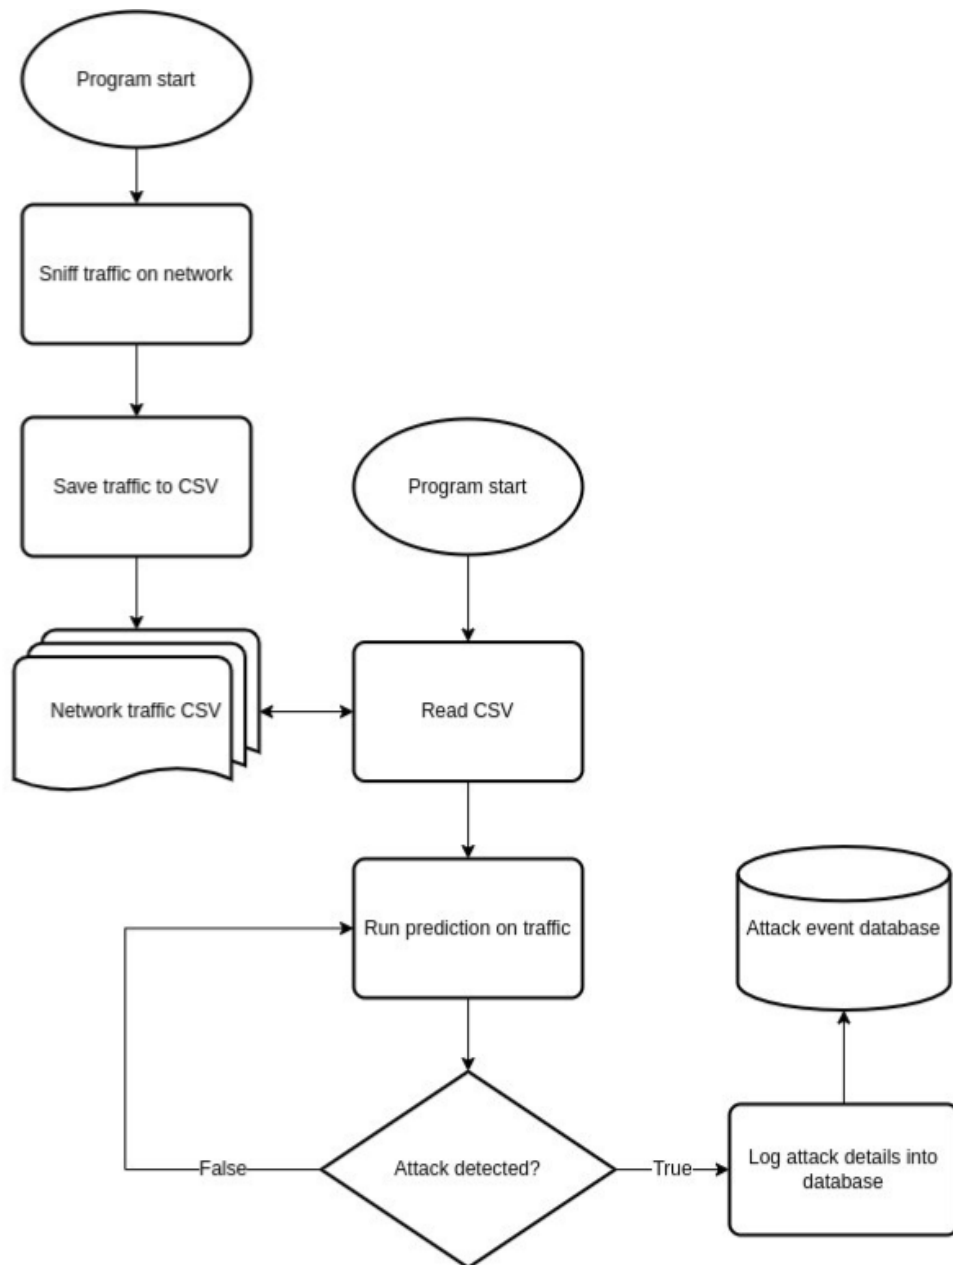 Program start
Sniff traffic on network
Save traffic to CSV
Program start
Network traffic CSV
Read CSV
Run prediction on traffic
Attack event database
False
Attack detected?
True
Log attack details into
database